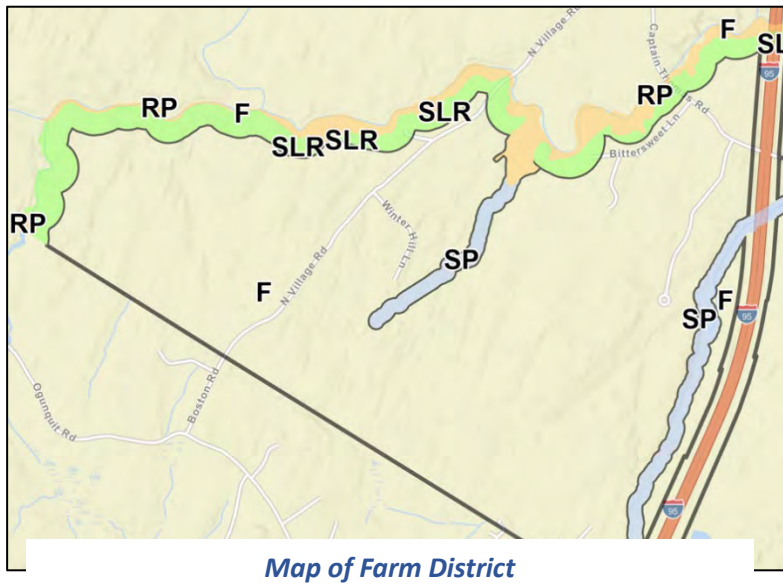 F
SL
RP
F
SLR
SLR
SLR
RP
RP
F
SP
SP
F
N Village Rd
Captain Thomas Rd
Bittersweet Ln
Winter Hill Ln
N Village Rd
Boston Rd
Ogunquit Rd
95
95
95
Map of Farm District